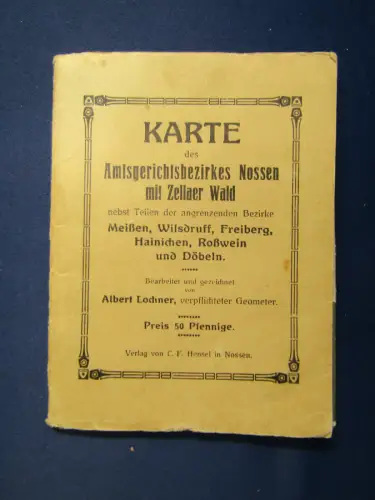 KARTE
des
Amtsgerichtsbezirkes Nossen
mit Zellaer Wald
nebst Teilen der angrenzenden Bezirke
Meißen, Wilsdruff, Freiberg,
Hainichen, Roßwein
und Döbeln.
Bearbeitet und gezeichnet
von
Albert Lochner, verpflichteter Geometer.
Preis 50 Pfennige.
Verlag von C. F. Hensel in Nossen.